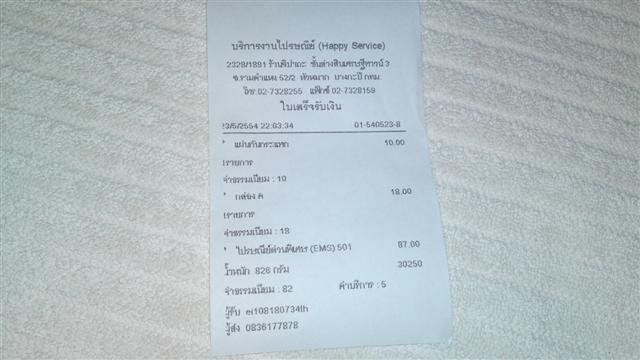 บริการงานไปรษณีย์ (Happy Service)
2328/1891 ร้านพิปาถะ ชั้นล่างสินเศรษฐีทาวน์ 3
ซ.รามคำแหง 52/2 หัวหมาก บางกะปิ กทม.
โทร 02-7328255 แฟ็กซ์ 02-7328159
ใบเสร็จรับเงิน
3/5/2554 22:03:34 01-540523-8
แผ่นกันกระแทก 10.00
รายการ
ค่าธรรมเนียม : 10
กล่อง ค 18.00
รายการ
ค่าธรรมเนียม : 18
ไปรษณีย์ด่วนพิเศษ (EMS) 501 87.00
น้ำหนัก 826 กรัม 30250
ค่าธรรมเนียม : 82 ค่าบริการ : 5
ผู้รับ ei108180734th
ผู้ส่ง 0836177878